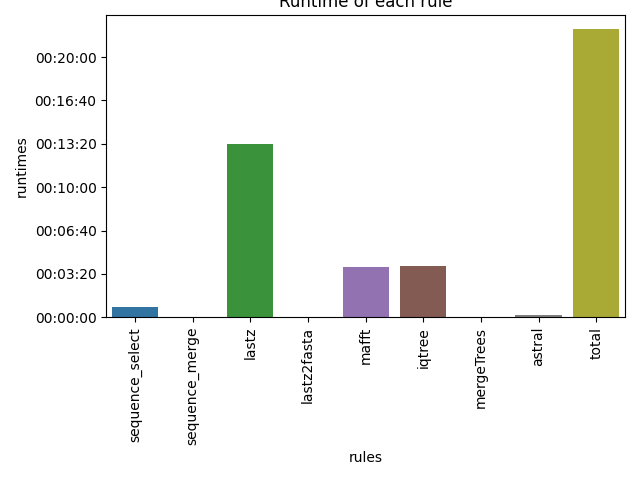 Runtime of each rule
runtimes
00:20:00
00:16:40
00:13:20
00:10:00
00:06:40
00:03:20
00:00:00
sequence_select
sequence_merge
lastz
lastz2fasta
mafft
iqtree
mergeTrees
astral
total
rules